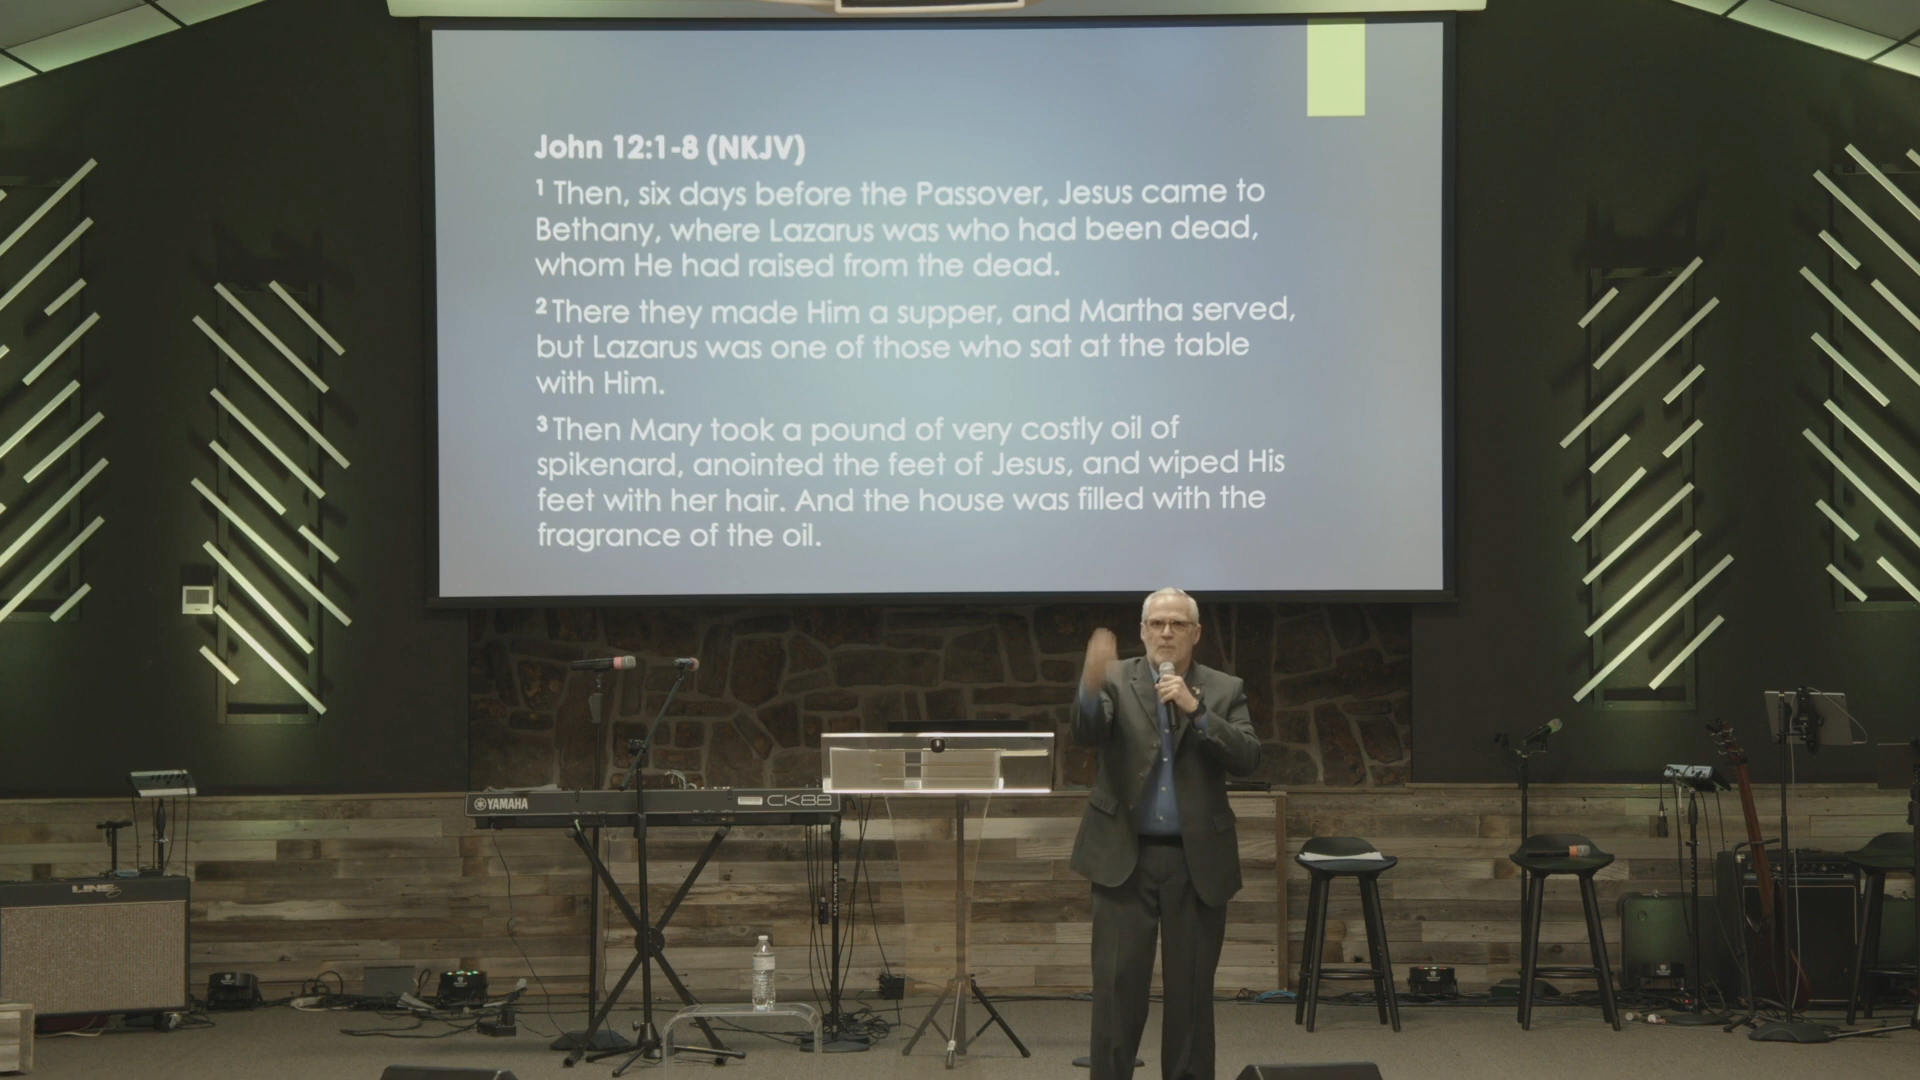 John 12:1-8 (NKJV)
1 Then, six days before the Passover, Jesus came to
Bethany, where Lazarus was who had been dead,
whom He had raised from the dead.
2 There they made Him a supper, and Martha served,
but Lazarus was one of those who sat at the table
with Him.
3 Then Mary took a pound of very costly oil of
spikenard, anointed the feet of Jesus, and wiped His
feet with her hair. And the house was filled with the
fragrance of the oil.
YAMAHA
CK88
LINE 6
ULTIMATE